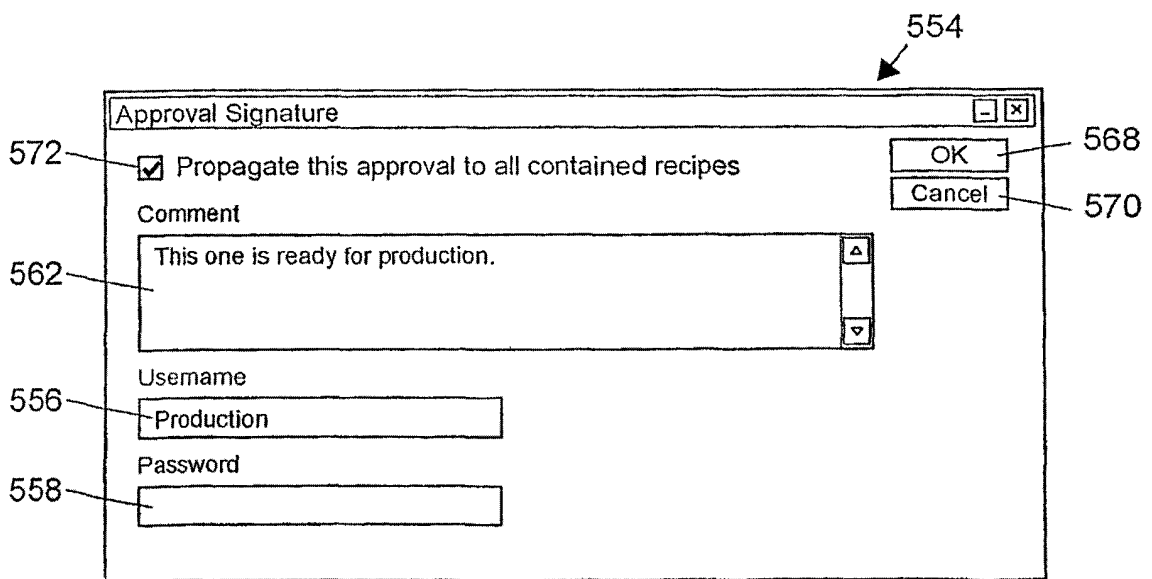 554
Approval Signature
572 Propagate this approval to all contained recipes OK 568
Cancel 570
Comment
562 This one is ready for production.
Username
556 Production
Password
558